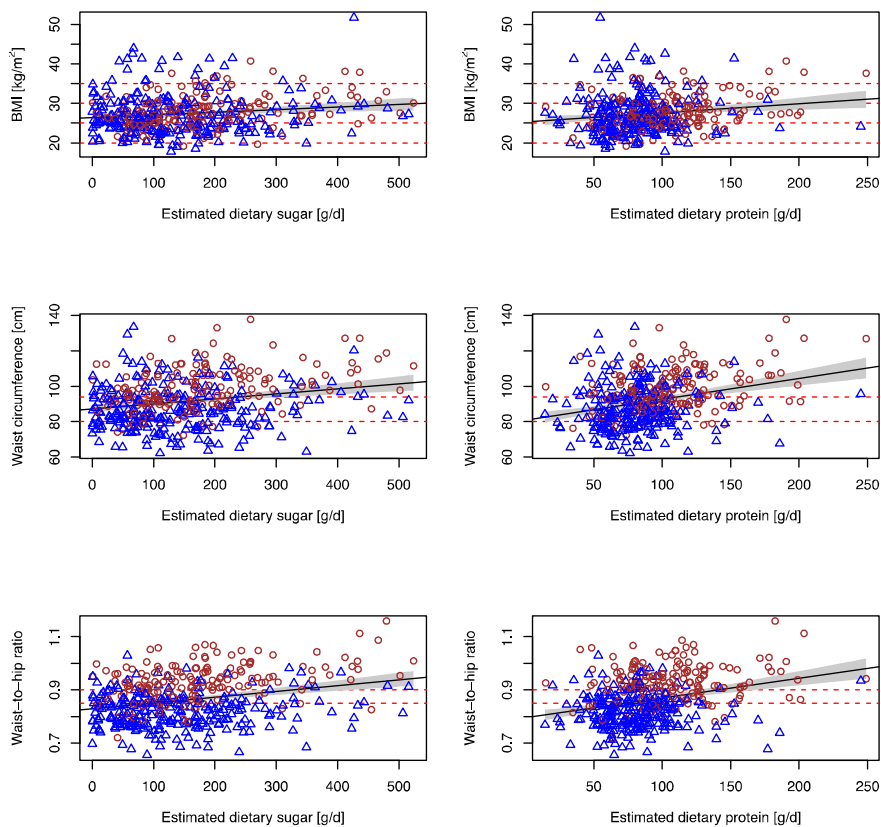 BMI [kg/m²]
20 30 40 50
0 100 200 300 400 500
Estimated dietary sugar [g/d]
BMI [kg/m²]
20 30 40 50
50 100 150 200 250
Estimated dietary protein [g/d]
Waist circumference [cm]
60 80 100 140
0 100 200 300 400 500
Estimated dietary sugar [g/d]
Waist circumference [cm]
60 80 100 140
50 100 150 200 250
Estimated dietary protein [g/d]
Waist−to−hip ratio
0.7 0.9 1.1
0 100 200 300 400 500
Estimated dietary sugar [g/d]
Waist−to−hip ratio
0.7 0.9 1.1
50 100 150 200 250
Estimated dietary protein [g/d]